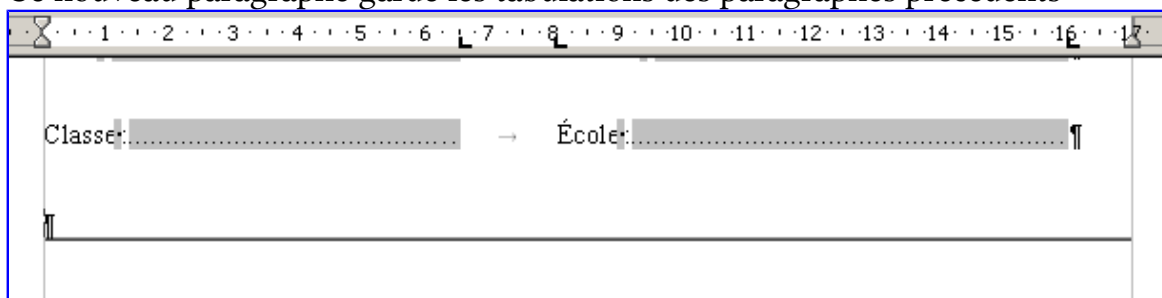 Ce nouveau paragraphe garde les tabulations des paragraphes précédents
1 2 3 4 5 6 7 8 9 10 11 12 13 14 15 16 17
Classe :...................................... → École :.................................................................¶
¶